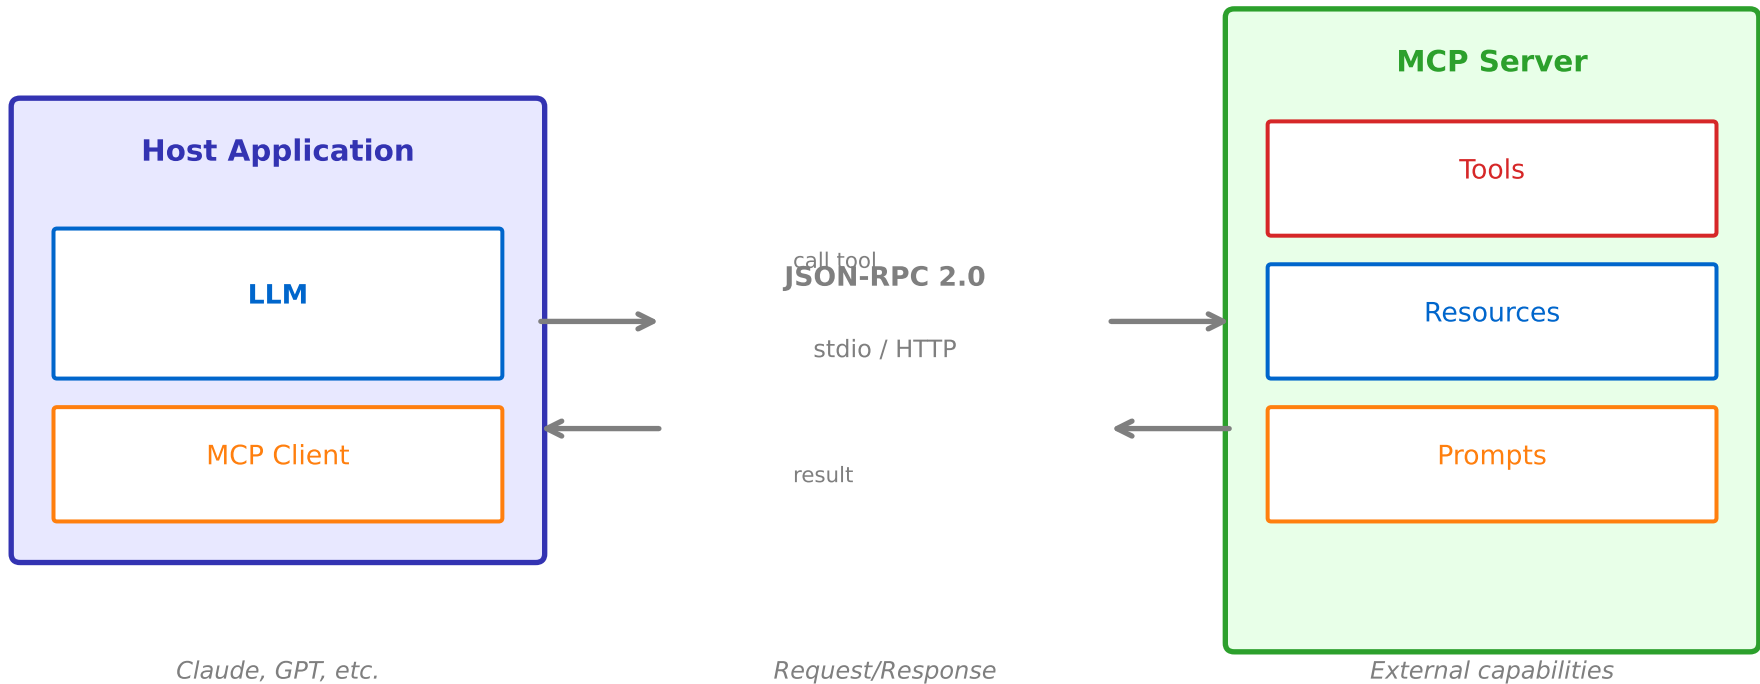 Host Application
LLM
MCP Client
Claude, GPT, etc.
call tool
JSON-RPC 2.0
stdio / HTTP
result
Request/Response
MCP Server
Tools
Resources
Prompts
External capabilities